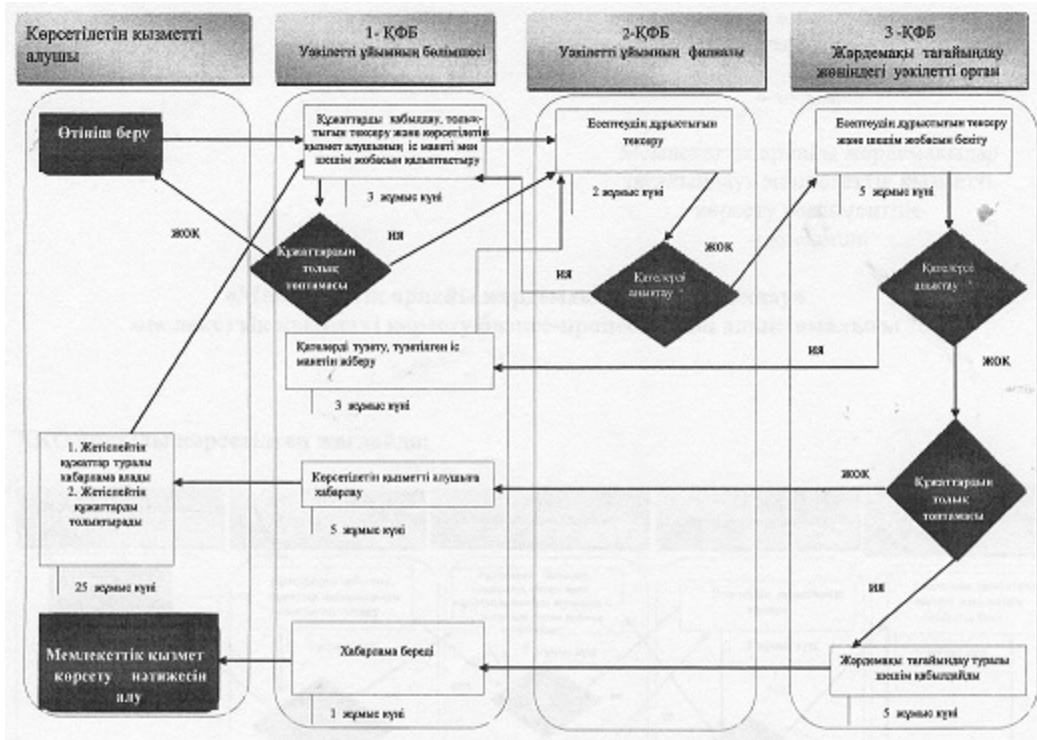 Көрсетілетін қызметті
алушы
1- ҚФБ
Уәкілетті ұйымның бөлімшесі
2-ҚФБ
Уәкілетті ұйымның филиалы
3 -ҚФБ
Жәрдемақы тағайындау
жөніндегі уәкілетті орган
Өтініш беру
Құжаттарды қабылдау, толық-
тығын тексеру және көрсетілетін
қызмет алушының іс макеті мен
шешім жобасын қалыптастыру
3 жұмыс күні
Есептеудің дұрыстығын
тексеру
2 жұмыс күні
Есептеудің дұрыстығын тексеру
және шешім жобасын бекіту
5 жұмыс күні
ЖОҚ
ИЯ
Құжаттардың
толық
топтамасы
ИЯ
Қателерді
анықтау
ЖОҚ
Қателерді
анықтау
ИЯ
ЖОҚ
Қателерді түзету, түзетілген іс
макетін жіберу
3 жұмыс күні
1. Жетіспейтін
құжаттар туралы
хабарлама алады
2. Жетіспейтін
құжаттарды
толықтырады
25 жұмыс күні
Көрсетілетін қызметті алушыға
хабарлау
5 жұмыс күні
ЖОҚ
Құжаттардың
толық
топтамасы
ИЯ
Мемлекеттік қызмет
көрсету нәтижесін
алу
Хабарлама береді
1 жұмыс күні
Жәрдемақы тағайындау туралы
шешім қабылдайды
5 жұмыс күні